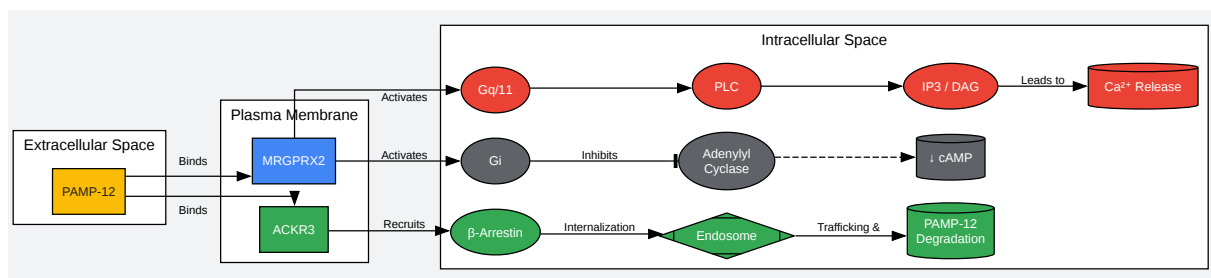 Intracellular Space
Plasma Membrane
Extracellular Space
Gq/11
PLC
IP3 / DAG
Leads to
Ca²⁺ Release
Activates
MRGPRX2
Activates
Gi
Inhibits
Adenylyl
Cyclase
↓ cAMP
Binds
PAMP-12
Binds
ACKR3
Recruits
β-Arrestin
Internalization
Endosome
Trafficking &
PAMP-12
Degradation